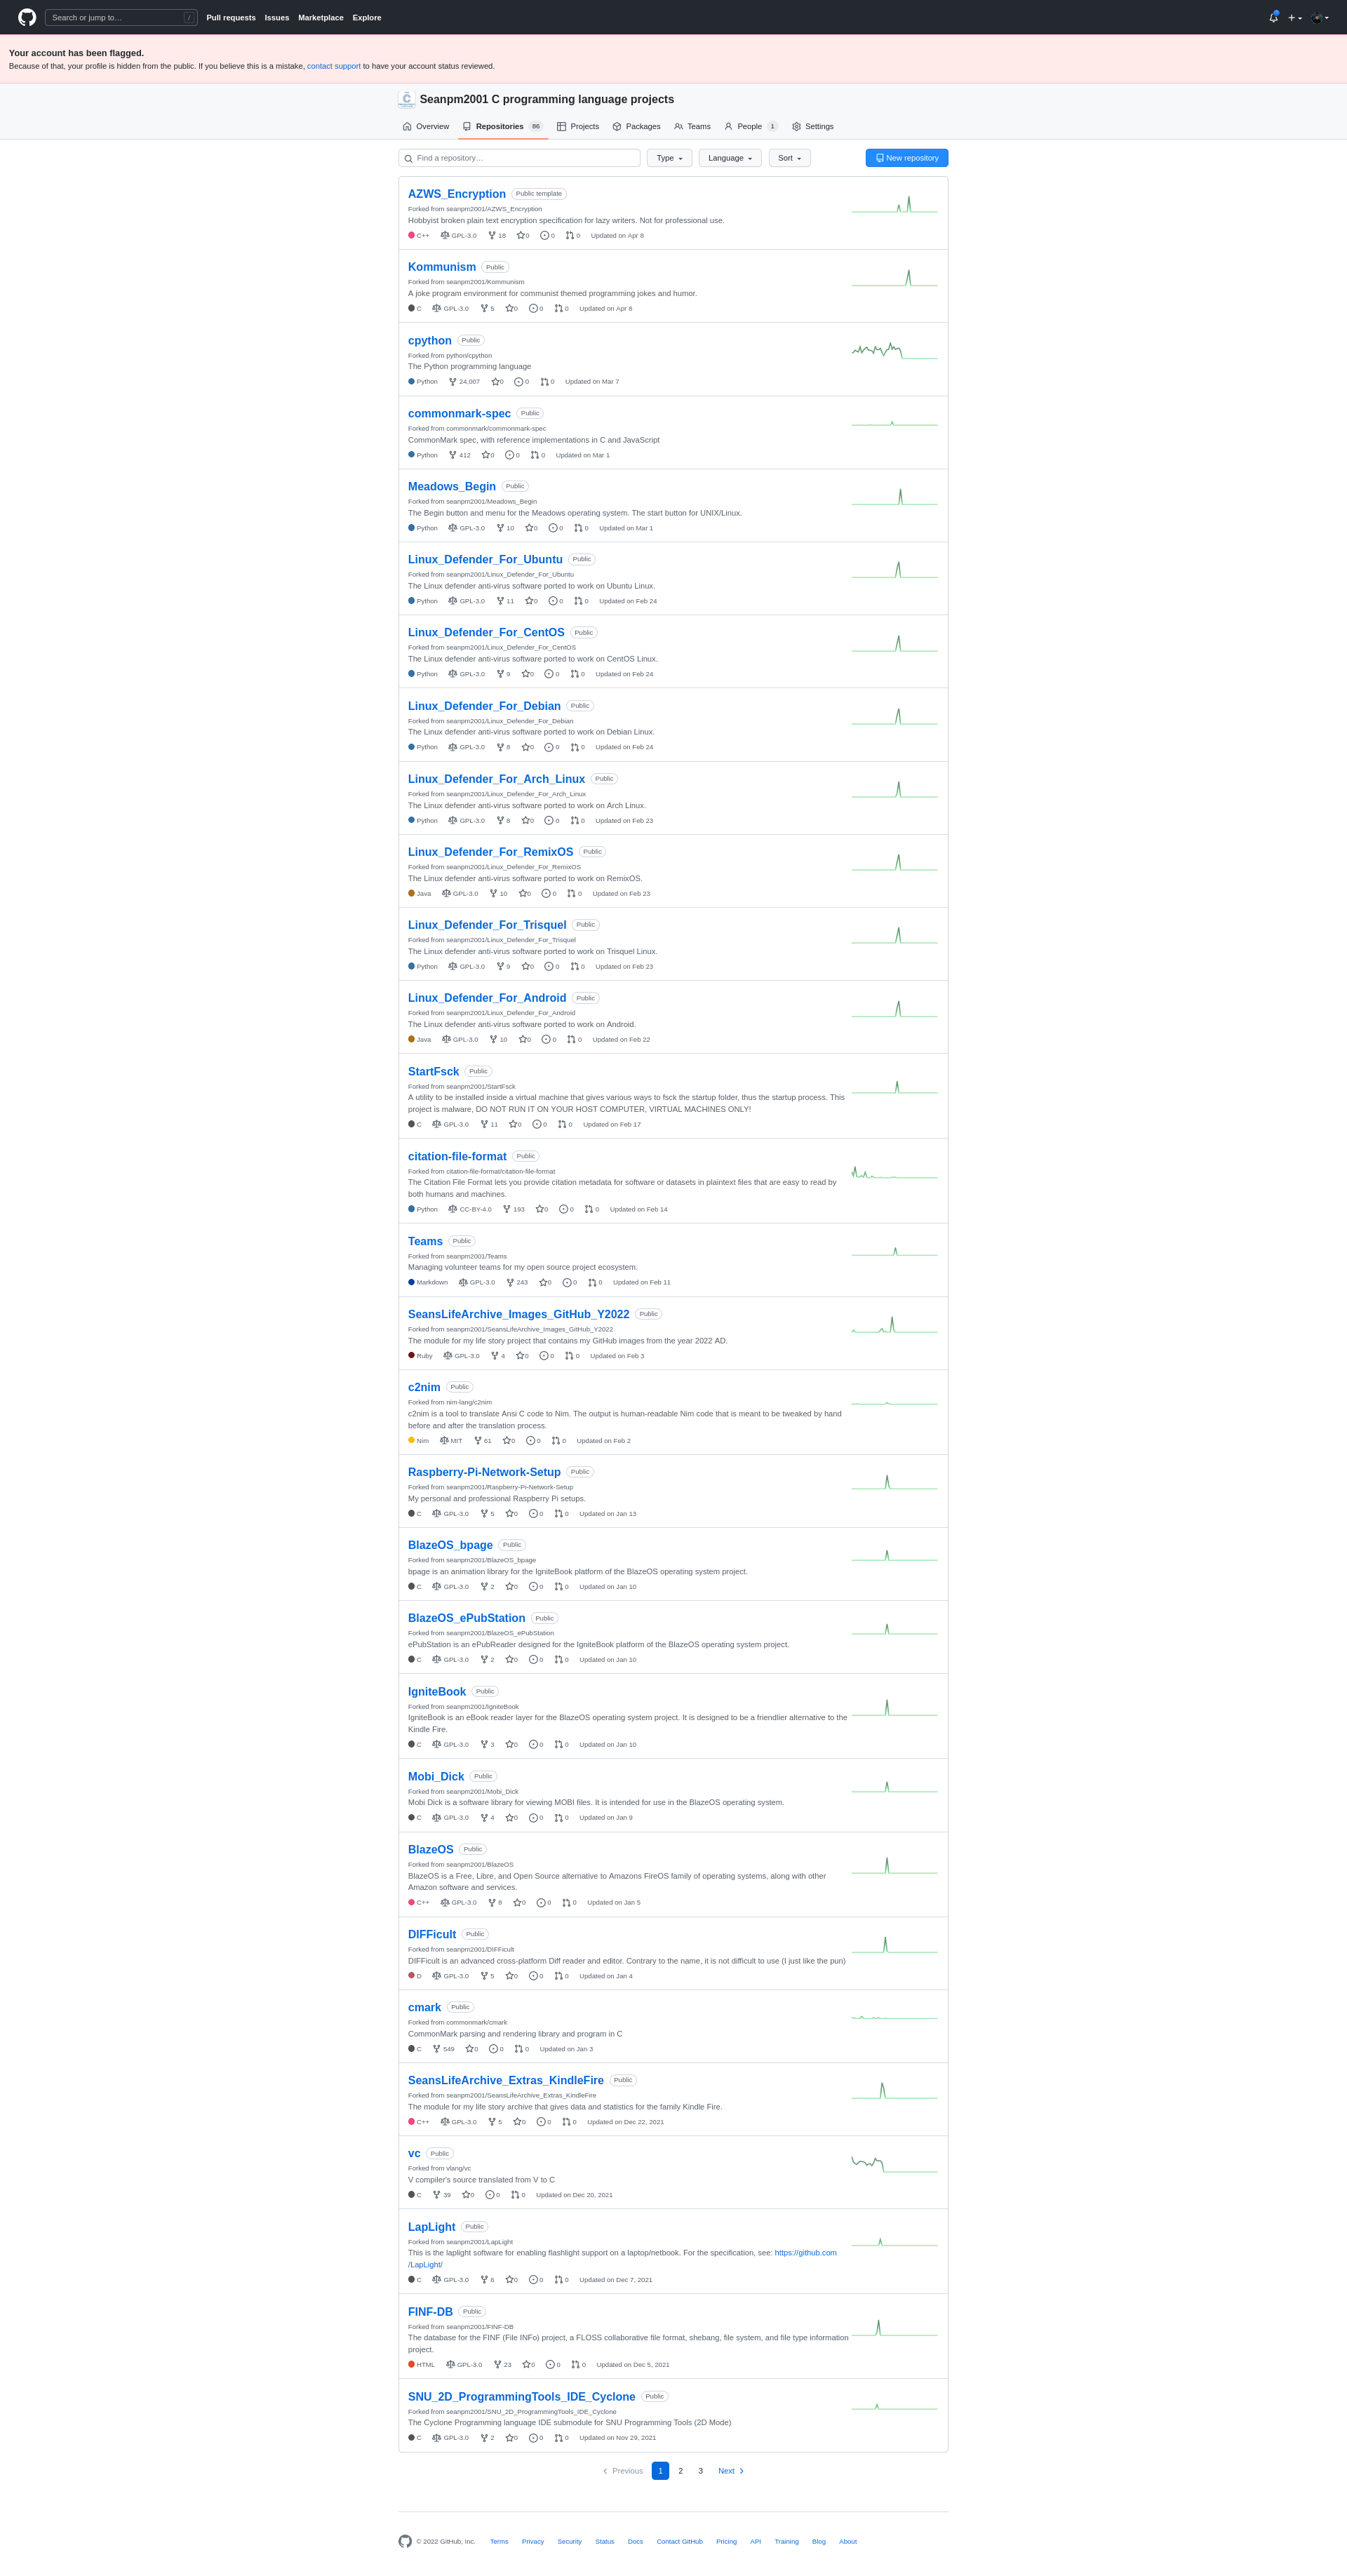 Search or jump to… /
Pull requests Issues Marketplace Explore
Your account has been flagged.
Because of that, your profile is hidden from the public. If you believe this is a mistake, contact support to have your account status reviewed.
Seanpm2001 C programming language projects
Overview Repositories 86 Projects Packages Teams People 1 Settings
Find a repository… Type Language Sort New repository
AZWS_Encryption Public template
Forked from seanpm2001/AZWS_Encryption
Hobbyist broken plain text encryption specification for lazy writers. Not for professional use.
C++ GPL-3.0 18 0 0 0 Updated on Apr 8
Kommunism Public
Forked from seanpm2001/Kommunism
A joke program environment for communist themed programming jokes and humor.
C GPL-3.0 5 0 0 0 Updated on Apr 8
cpython Public
Forked from python/cpython
The Python programming language
Python 24,007 0 0 0 Updated on Mar 7
commonmark-spec Public
Forked from commonmark/commonmark-spec
CommonMark spec, with reference implementations in C and JavaScript
Python 412 0 0 0 Updated on Mar 1
Meadows_Begin Public
Forked from seanpm2001/Meadows_Begin
The Begin button and menu for the Meadows operating system. The start button for UNIX/Linux.
Python GPL-3.0 10 0 0 0 Updated on Mar 1
Linux_Defender_For_Ubuntu Public
Forked from seanpm2001/Linux_Defender_For_Ubuntu
The Linux defender anti-virus software ported to work on Ubuntu Linux.
Python GPL-3.0 11 0 0 0 Updated on Feb 24
Linux_Defender_For_CentOS Public
Forked from seanpm2001/Linux_Defender_For_CentOS
The Linux defender anti-virus software ported to work on CentOS Linux.
Python GPL-3.0 9 0 0 0 Updated on Feb 24
Linux_Defender_For_Debian Public
Forked from seanpm2001/Linux_Defender_For_Debian
The Linux defender anti-virus software ported to work on Debian Linux.
Python GPL-3.0 8 0 0 0 Updated on Feb 24
Linux_Defender_For_Arch_Linux Public
Forked from seanpm2001/Linux_Defender_For_Arch_Linux
The Linux defender anti-virus software ported to work on Arch Linux.
Python GPL-3.0 8 0 0 0 Updated on Feb 23
Linux_Defender_For_RemixOS Public
Forked from seanpm2001/Linux_Defender_For_RemixOS
The Linux defender anti-virus software ported to work on RemixOS.
Java GPL-3.0 10 0 0 0 Updated on Feb 23
Linux_Defender_For_Trisquel Public
Forked from seanpm2001/Linux_Defender_For_Trisquel
The Linux defender anti-virus software ported to work on Trisquel Linux.
Python GPL-3.0 9 0 0 0 Updated on Feb 23
Linux_Defender_For_Android Public
Forked from seanpm2001/Linux_Defender_For_Android
The Linux defender anti-virus software ported to work on Android.
Java GPL-3.0 10 0 0 0 Updated on Feb 22
StartFsck Public
Forked from seanpm2001/StartFsck
A utility to be installed inside a virtual machine that gives various ways to fsck the startup folder, thus the startup process. This
project is malware, DO NOT RUN IT ON YOUR HOST COMPUTER, VIRTUAL MACHINES ONLY!
C GPL-3.0 11 0 0 0 Updated on Feb 17
citation-file-format Public
Forked from citation-file-format/citation-file-format
The Citation File Format lets you provide citation metadata for software or datasets in plaintext files that are easy to read by
both humans and machines.
Python CC-BY-4.0 193 0 0 0 Updated on Feb 14
Teams Public
Forked from seanpm2001/Teams
Managing volunteer teams for my open source project ecosystem.
Markdown GPL-3.0 243 0 0 0 Updated on Feb 11
SeansLifeArchive_Images_GitHub_Y2022 Public
Forked from seanpm2001/SeansLifeArchive_Images_GitHub_Y2022
The module for my life story project that contains my GitHub images from the year 2022 AD.
Ruby GPL-3.0 4 0 0 0 Updated on Feb 3
c2nim Public
Forked from nim-lang/c2nim
c2nim is a tool to translate Ansi C code to Nim. The output is human-readable Nim code that is meant to be tweaked by hand
before and after the translation process.
Nim MIT 61 0 0 0 Updated on Feb 2
Raspberry-Pi-Network-Setup Public
Forked from seanpm2001/Raspberry-Pi-Network-Setup
My personal and professional Raspberry Pi setups.
C GPL-3.0 5 0 0 0 Updated on Jan 13
BlazeOS_bpage Public
Forked from seanpm2001/BlazeOS_bpage
bpage is an animation library for the IgniteBook platform of the BlazeOS operating system project.
C GPL-3.0 2 0 0 0 Updated on Jan 10
BlazeOS_ePubStation Public
Forked from seanpm2001/BlazeOS_ePubStation
ePubStation is an ePubReader designed for the IgniteBook platform of the BlazeOS operating system project.
C GPL-3.0 2 0 0 0 Updated on Jan 10
IgniteBook Public
Forked from seanpm2001/IgniteBook
IgniteBook is an eBook reader layer for the BlazeOS operating system project. It is designed to be a friendlier alternative to the
Kindle Fire.
C GPL-3.0 3 0 0 0 Updated on Jan 10
Mobi_Dick Public
Forked from seanpm2001/Mobi_Dick
Mobi Dick is a software library for viewing MOBI files. It is intended for use in the BlazeOS operating system.
C GPL-3.0 4 0 0 0 Updated on Jan 9
BlazeOS Public
Forked from seanpm2001/BlazeOS
BlazeOS is a Free, Libre, and Open Source alternative to Amazons FireOS family of operating systems, along with other
Amazon software and services.
C++ GPL-3.0 8 0 0 0 Updated on Jan 5
DIFFicult Public
Forked from seanpm2001/DIFFicult
DIFFicult is an advanced cross-platform Diff reader and editor. Contrary to the name, it is not difficult to use (I just like the pun)
D GPL-3.0 5 0 0 0 Updated on Jan 4
cmark Public
Forked from commonmark/cmark
CommonMark parsing and rendering library and program in C
C 549 0 0 0 Updated on Jan 3
SeansLifeArchive_Extras_KindleFire Public
Forked from seanpm2001/SeansLifeArchive_Extras_KindleFire
The module for my life story archive that gives data and statistics for the family Kindle Fire.
C++ GPL-3.0 5 0 0 0 Updated on Dec 22, 2021
vc Public
Forked from vlang/vc
V compiler's source translated from V to C
C 39 0 0 0 Updated on Dec 20, 2021
LapLight Public
Forked from seanpm2001/LapLight
This is the laplight software for enabling flashlight support on a laptop/netbook. For the specification, see: https://github.com
/LapLight/
C GPL-3.0 6 0 0 0 Updated on Dec 7, 2021
FINF-DB Public
Forked from seanpm2001/FINF-DB
The database for the FINF (File INFo) project, a FLOSS collaborative file format, shebang, file system, and file type information
project.
HTML GPL-3.0 23 0 0 0 Updated on Dec 5, 2021
SNU_2D_ProgrammingTools_IDE_Cyclone Public
Forked from seanpm2001/SNU_2D_ProgrammingTools_IDE_Cyclone
The Cyclone Programming language IDE submodule for SNU Programming Tools (2D Mode)
C GPL-3.0 2 0 0 0 Updated on Nov 29, 2021
Previous 1 2 3 Next
© 2022 GitHub, Inc. Terms Privacy Security Status Docs Contact GitHub Pricing API Training Blog About